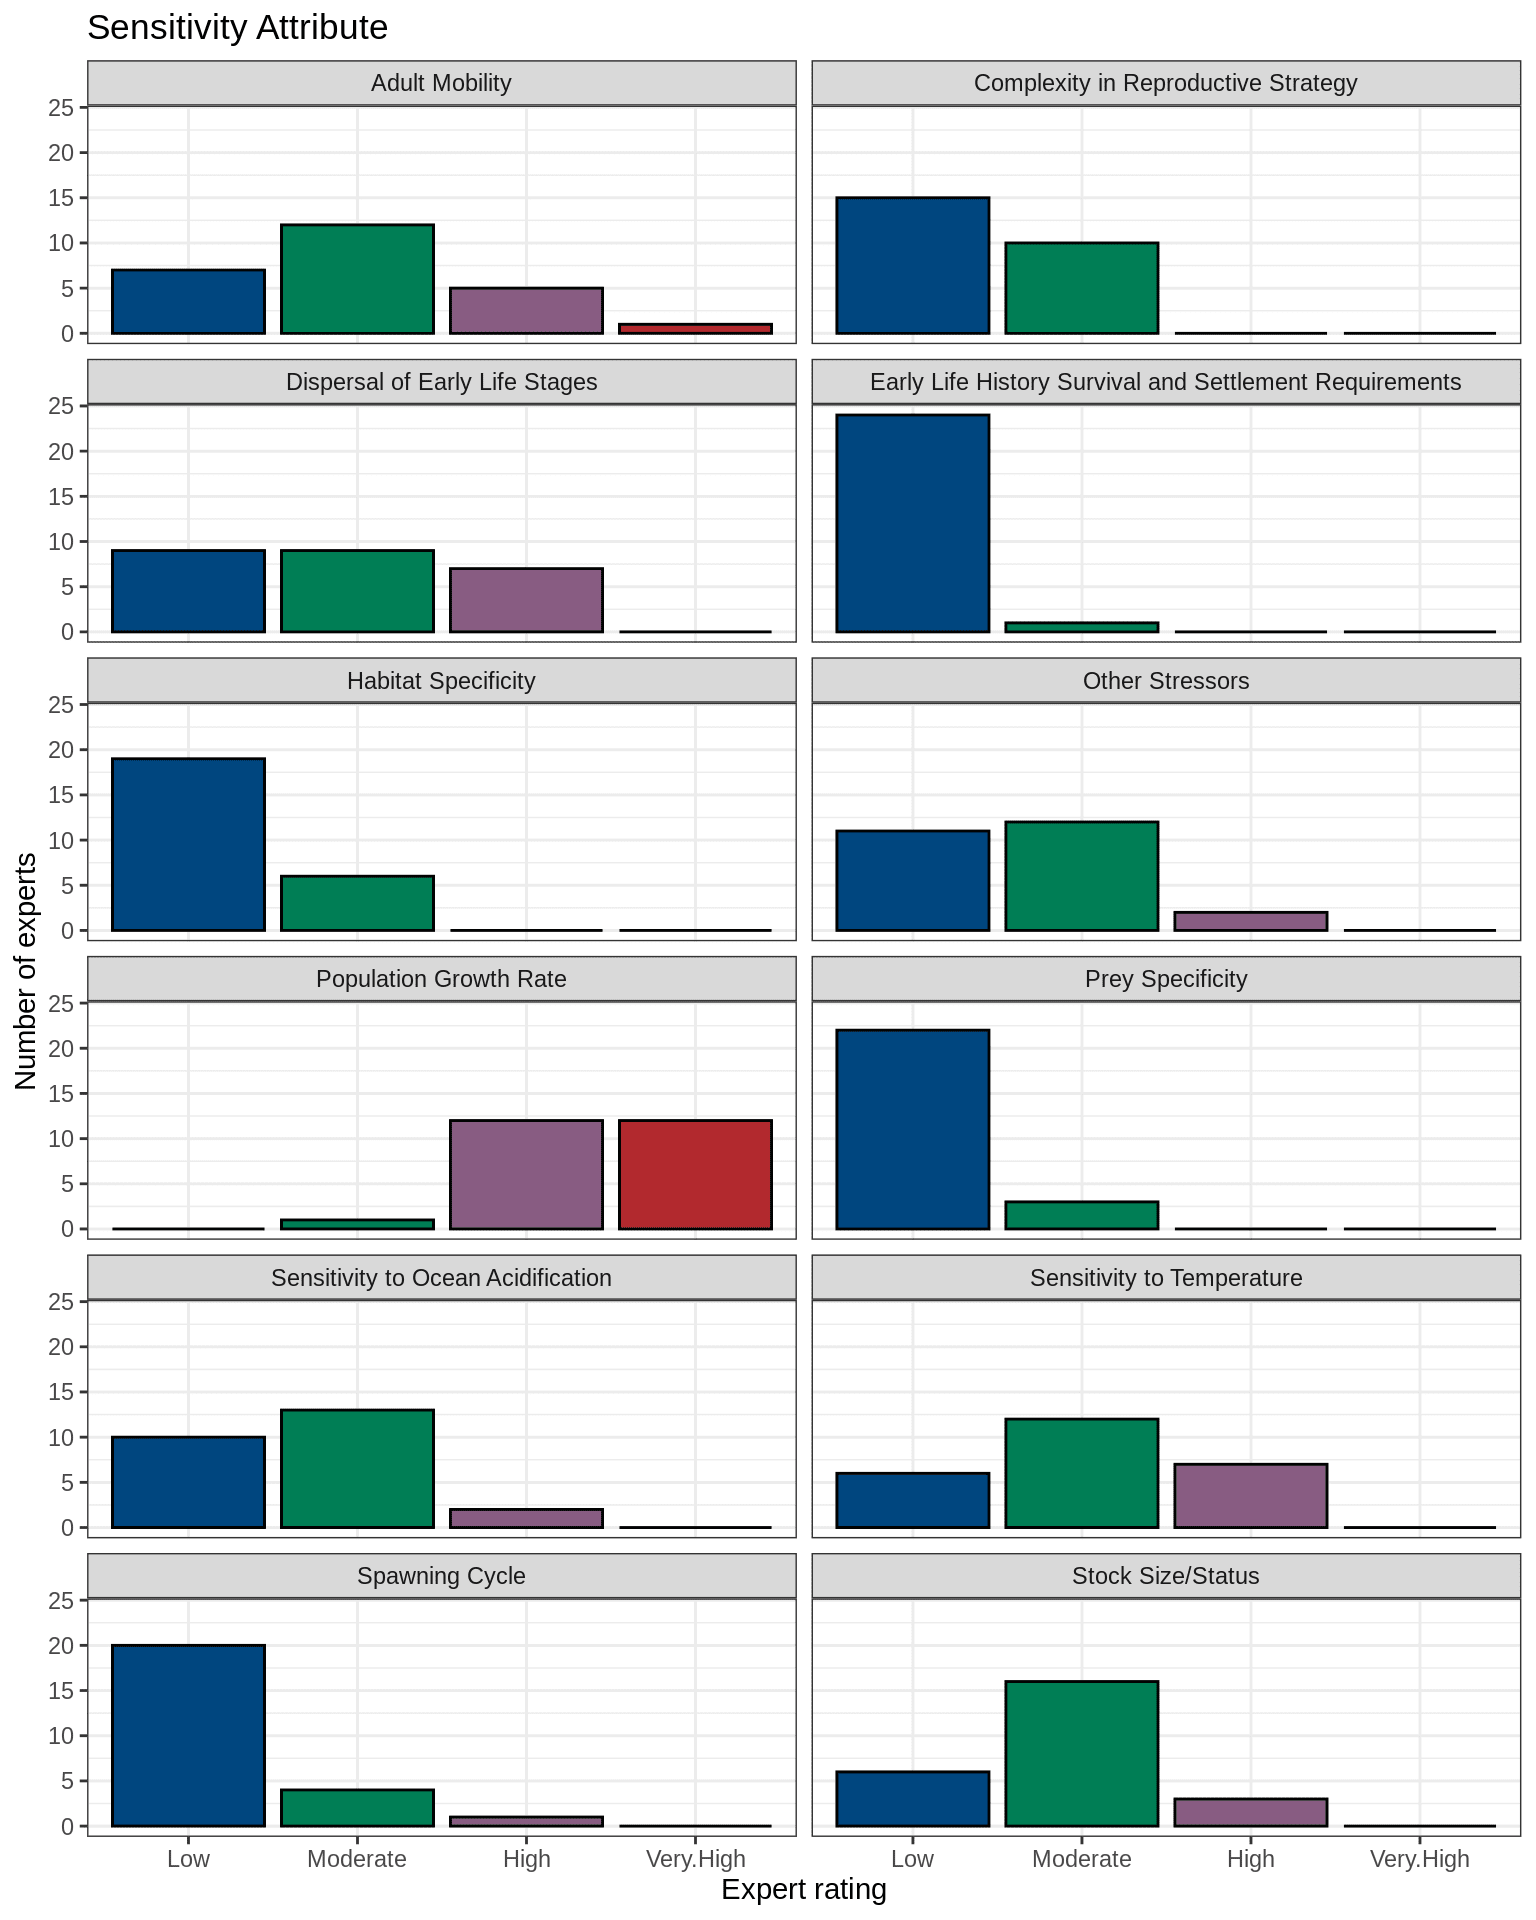 Sensitivity Attribute
Adult Mobility
Complexity in Reproductive Strategy
25
20
15
10
5
0
Dispersal of Early Life Stages
Early Life History Survival and Settlement Requirements
25
20
15
10
5
0
Habitat Specificity
Other Stressors
25
20
15
10
5
0
Number of experts
Population Growth Rate
Prey Specificity
25
20
15
10
5
0
Sensitivity to Ocean Acidification
Sensitivity to Temperature
25
20
15
10
5
0
Spawning Cycle
Stock Size/Status
25
20
15
10
5
0
Low Moderate High Very.High Low Moderate High Very.High
Expert rating